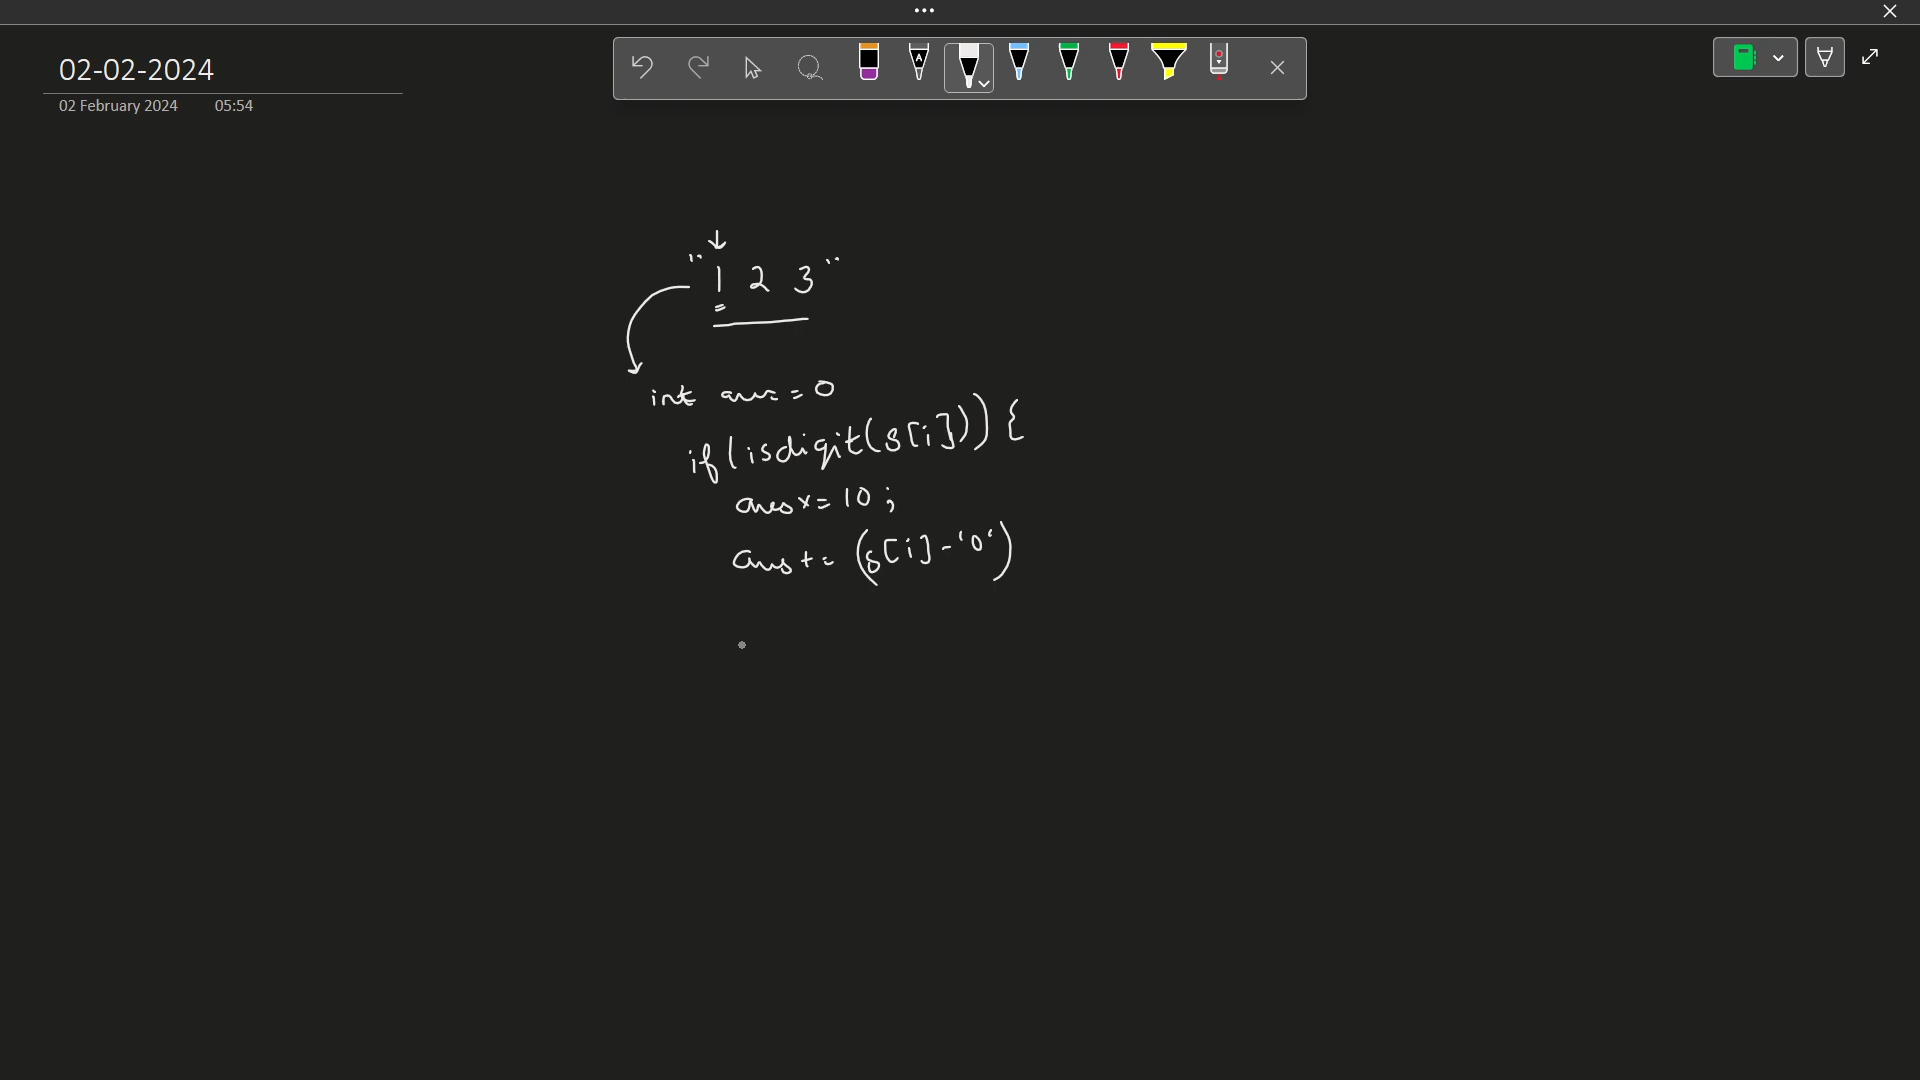 02-02-2024
02 February 2024 05:54
"1 2 3"
int ans = 0
if(isdigit(s[i])){
ans *= 10;
ans += (s[i]-'0')